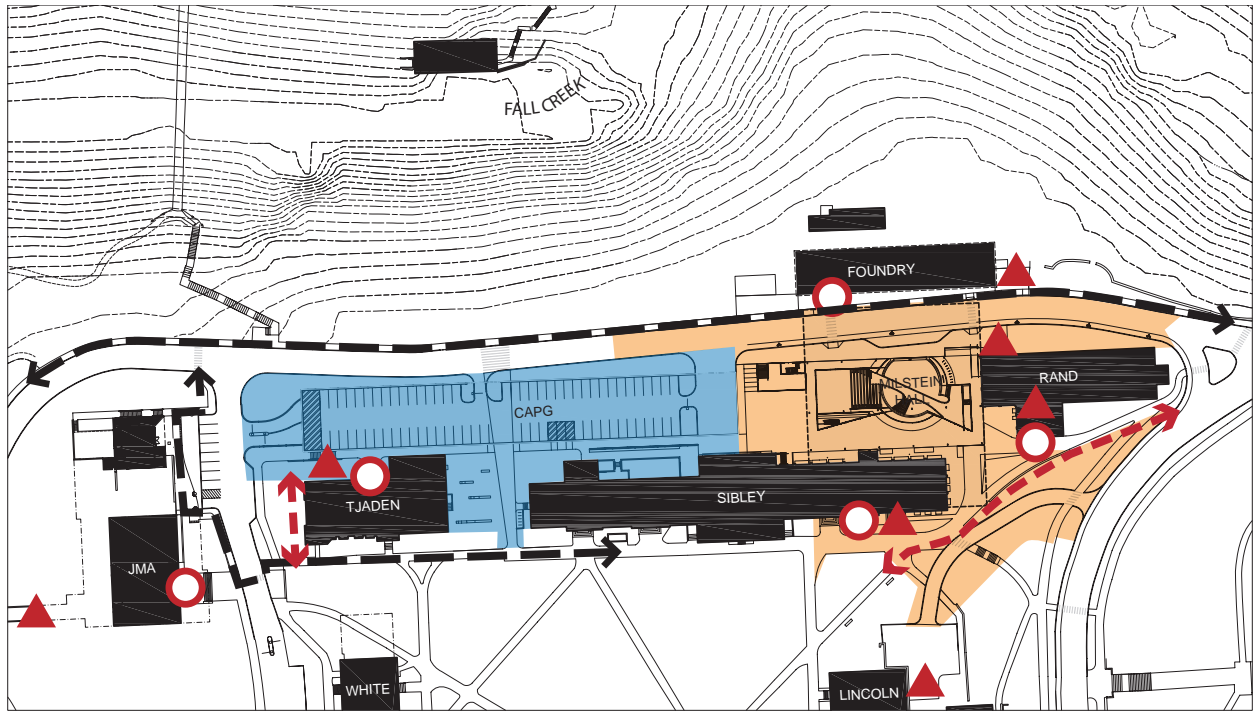 FALL CREEK
FOUNDRY
RAND
MILSTEIN
HALL
CAPG
SIBLEY
TJADEN
JMA
WHITE
LINCOLN